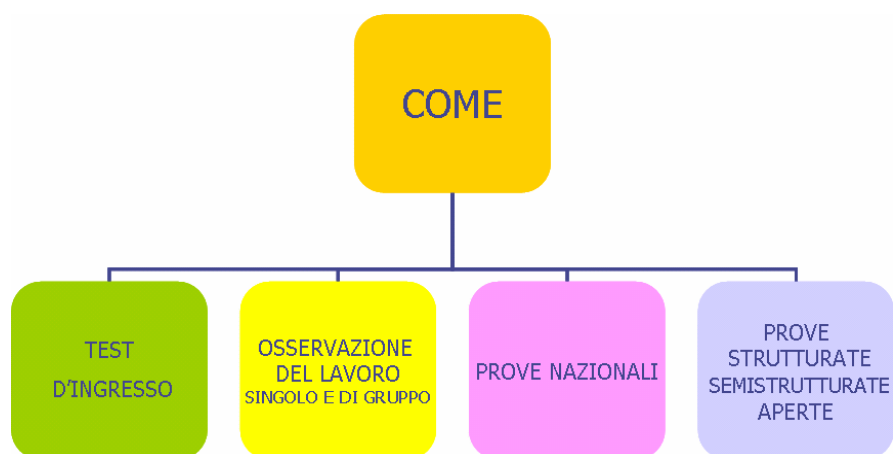 COME
TEST
D'INGRESSO
OSSERVAZIONE
DEL LAVORO
SINGOLO E DI GRUPPO
PROVE NAZIONALI
PROVE
STRUTTURATE
SEMISTRUTTURATE
APERTE